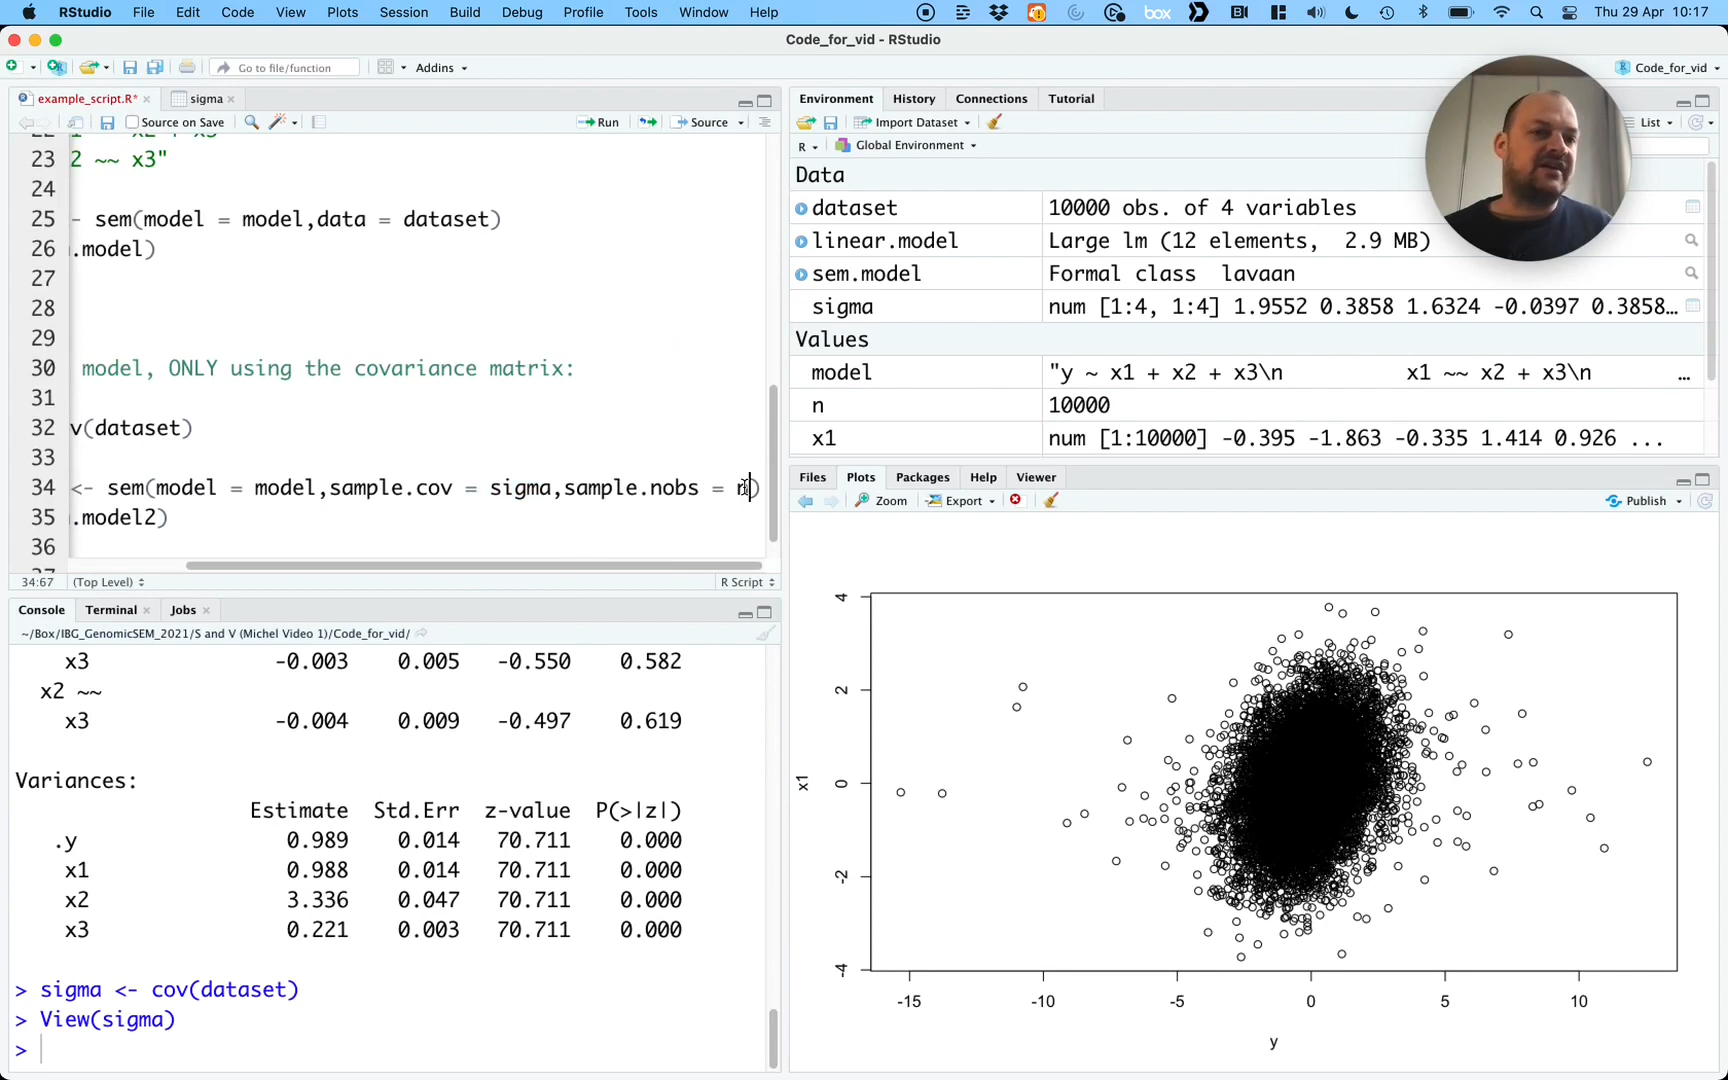 RStudio File Edit Code View Plots Session Build Debug Profile Tools Window Help box Thu 29 Apr 10:17
Code_for_vid - RStudio
Go to file/function Addins Code_for_vid
example_script.R* sigma
Source on Save Run Source
23 2 ~~ x3"
24
25 - sem(model = model,data = dataset)
26 .model)
27
28
29
30 model, ONLY using the covariance matrix:
31
32 v(dataset)
33
34 <- sem(model = model,sample.cov = sigma,sample.nobs = n)
35 .model2)
36
34:67 (Top Level) R Script
Console Terminal Jobs
~/Box/IBG_GenomicSEM_2021/S and V (Michel Video 1)/Code_for_vid/
x3 -0.003 0.005 -0.550 0.582
x2 ~~
x3 -0.004 0.009 -0.497 0.619
Variances:
Estimate Std.Err z-value P(>|z|)
.y 0.989 0.014 70.711 0.000
x1 0.988 0.014 70.711 0.000
x2 3.336 0.047 70.711 0.000
x3 0.221 0.003 70.711 0.000
> sigma <- cov(dataset)
> View(sigma)
>
Environment History Connections Tutorial
Import Dataset List
R Global Environment
Data
dataset 10000 obs. of 4 variables
linear.model Large lm (12 elements, 2.9 MB)
sem.model Formal class lavaan
sigma num [1:4, 1:4] 1.9552 0.3858 1.6324 -0.0397 0.3858…
Values
model "y ~ x1 + x2 + x3\n x1 ~~ x2 + x3\n …
n 10000
x1 num [1:10000] -0.395 -1.863 -0.335 1.414 0.926 ...
Files Plots Packages Help Viewer
Zoom Export Publish
4
2
0
-2
-4
x1
-15 -10 -5 0 5 10
y